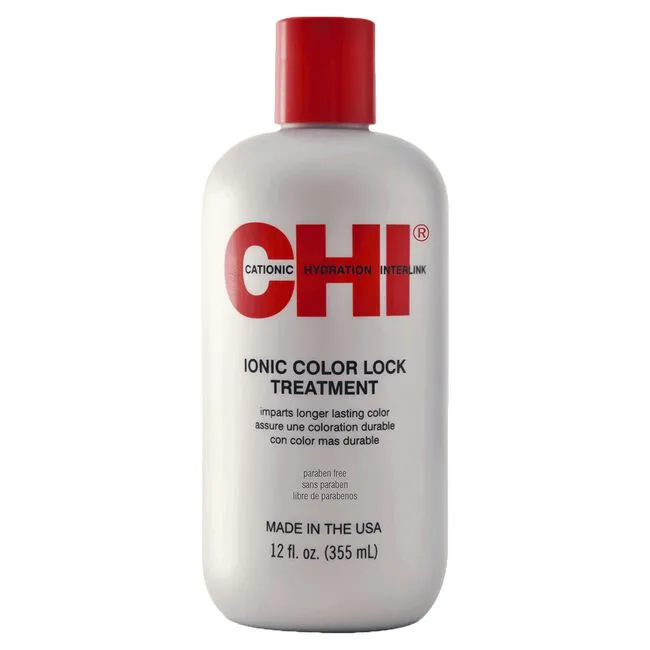 CHI®
CATIONIC HYDRATION INTERLINK
IONIC COLOR LOCK
TREATMENT
imparts longer lasting color
assure une coloration durable
con color mas durable
paraben free
sans paraben
libre de parabenos
MADE IN THE USA
12 fl. oz. (355 mL)